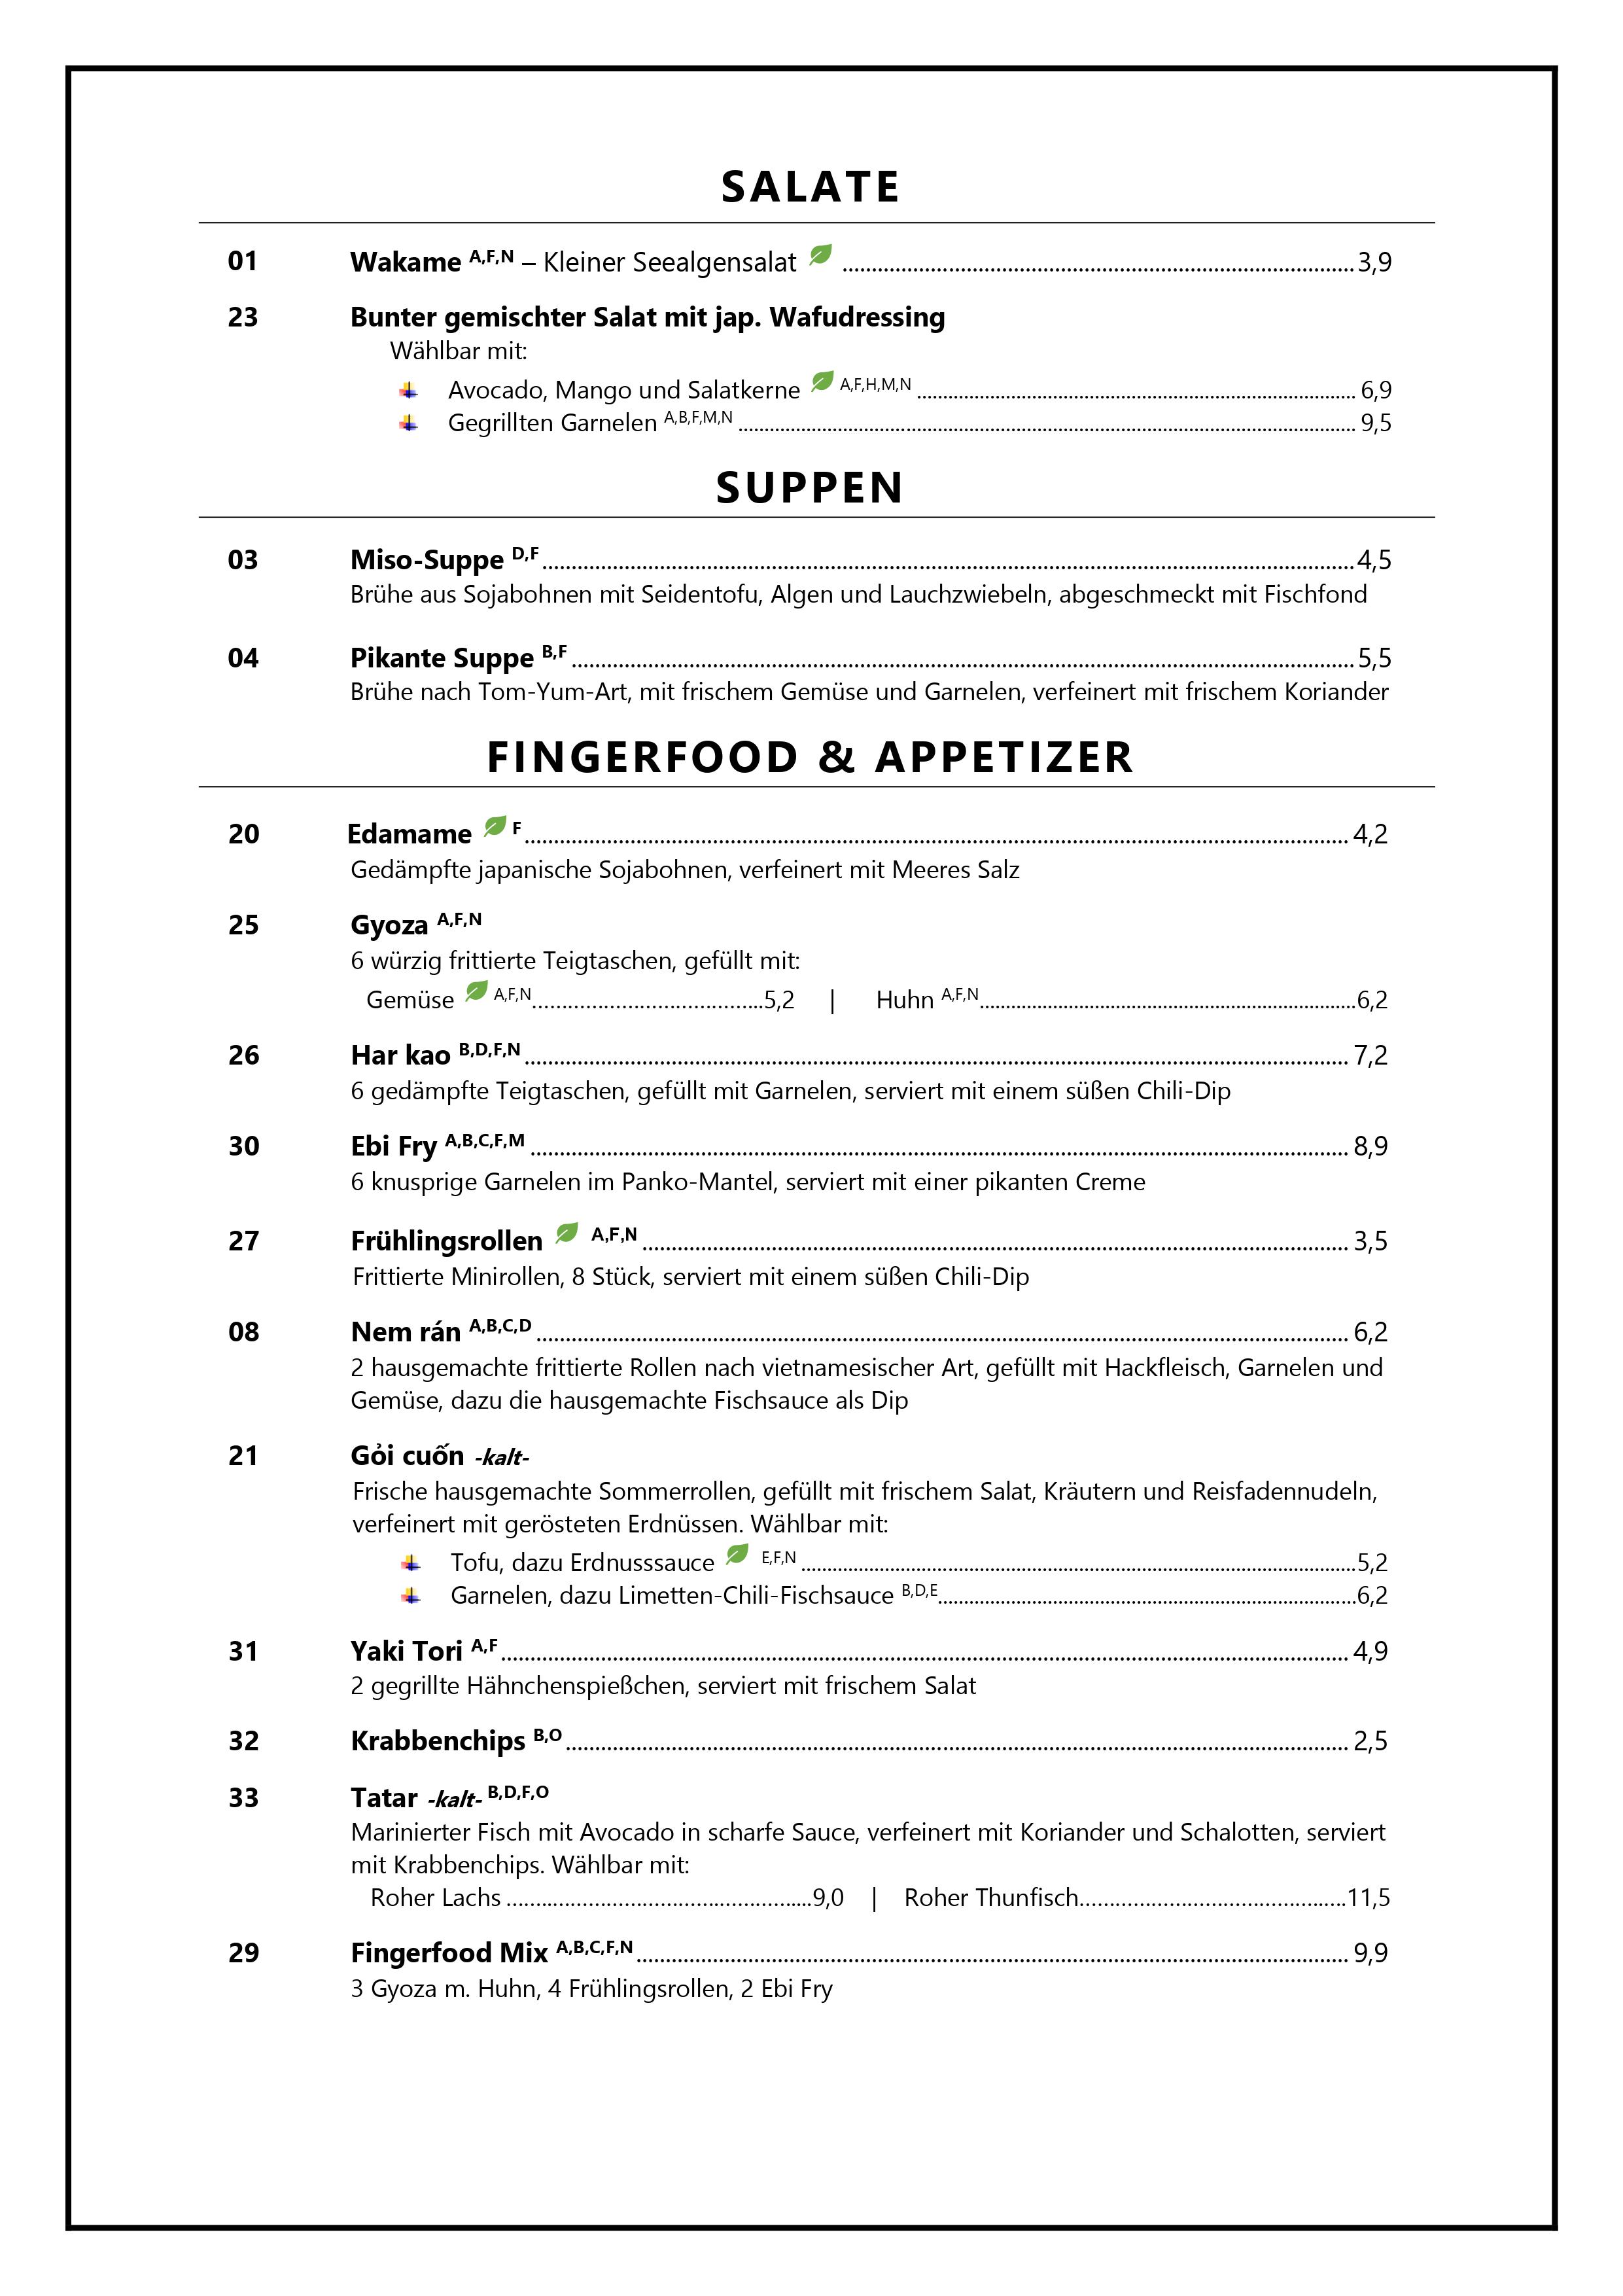 SALATE
01 Wakame A,F,N – Kleiner Seealgensalat 3,9
23 Bunter gemischter Salat mit jap. Wafudressing
Wählbar mit:
Avocado, Mango und Salatkerne A,F,H,M,N 6,9
Gegrillten Garnelen A,B,F,M,N 9,5
SUPPEN
03 Miso-Suppe D,F 4,5
Brühe aus Sojabohnen mit Seidentofu, Algen und Lauchzwiebeln, abgeschmeckt mit Fischfond
04 Pikante Suppe B,F 5,5
Brühe nach Tom-Yum-Art, mit frischem Gemüse und Garnelen, verfeinert mit frischem Koriander
FINGERFOOD & APPETIZER
20 Edamame F 4,2
Gedämpfte japanische Sojabohnen, verfeinert mit Meeres Salz
25 Gyoza A,F,N
6 würzig frittierte Teigtaschen, gefüllt mit:
Gemüse A,F,N 5,2 | Huhn A,F,N 6,2
26 Har kao B,D,F,N 7,2
6 gedämpfte Teigtaschen, gefüllt mit Garnelen, serviert mit einem süßen Chili-Dip
30 Ebi Fry A,B,C,F,M 8,9
6 knusprige Garnelen im Panko-Mantel, serviert mit einer pikanten Creme
27 Frühlingsrollen A,F,N 3,5
Frittierte Minirollen, 8 Stück, serviert mit einem süßen Chili-Dip
08 Nem rán A,B,C,D 6,2
2 hausgemachte frittierte Rollen nach vietnamesischer Art, gefüllt mit Hackfleisch, Garnelen und
Gemüse, dazu die hausgemachte Fischsauce als Dip
21 Gỏi cuốn -kalt-
Frische hausgemachte Sommerrollen, gefüllt mit frischem Salat, Kräutern und Reisfadennudeln,
verfeinert mit gerösteten Erdnüssen. Wählbar mit:
Tofu, dazu Erdnusssauce E,F,N 5,2
Garnelen, dazu Limetten-Chili-Fischsauce B,D,E 6,2
31 Yaki Tori A,F 4,9
2 gegrillte Hähnchenspießchen, serviert mit frischem Salat
32 Krabbenchips B,O 2,5
33 Tatar -kalt- B,D,F,O
Marinierter Fisch mit Avocado in scharfe Sauce, verfeinert mit Koriander und Schalotten, serviert
mit Krabbenchips. Wählbar mit:
Roher Lachs 9,0 | Roher Thunfisch 11,5
29 Fingerfood Mix A,B,C,F,N 9,9
3 Gyoza m. Huhn, 4 Frühlingsrollen, 2 Ebi Fry